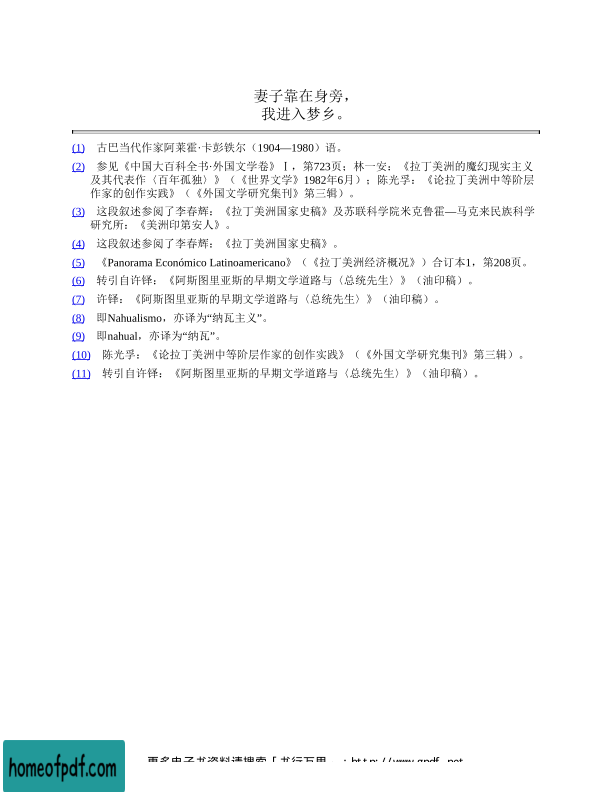 妻子靠在身旁，
我进入梦乡。
(1) 古巴当代作家阿莱霍·卡彭铁尔（1904—1980）语。
(2) 参见《中国大百科全书·外国文学卷》Ⅰ，第723页；林一安：《拉丁美洲的魔幻现实主义
及其代表作〈百年孤独〉》（《世界文学》1982年6月）；陈光孚：《论拉丁美洲中等阶层
作家的创作实践》（《外国文学研究集刊》第三辑）。
(3) 这段叙述参阅了李春辉：《拉丁美洲国家史稿》及苏联科学院米克鲁霍—马克来民族科学
研究所：《美洲印第安人》。
(4) 这段叙述参阅了李春辉：《拉丁美洲国家史稿》。
(5) 《Panorama Económico Latinoamericano》（《拉丁美洲经济概况》）合订本1，第208页。
(6) 转引自许铎；《阿斯图里亚斯的早期文学道路与〈总统先生〉》（油印稿）。
(7) 许铎：《阿斯图里亚斯的早期文学道路与〈总统先生〉》（油印稿）。
(8) 即Nahualismo，亦译为“纳瓦主义”。
(9) 即nahual，亦译为“纳瓦”。
(10) 陈光孚：《论拉丁美洲中等阶层作家的创作实践》（《外国文学研究集刊》第三辑）。
(11) 转引自许铎：《阿斯图里亚斯的早期文学道路与〈总统先生〉》（油印稿）。
更多电子书资料请搜索「书行万里
homeofpdf.com